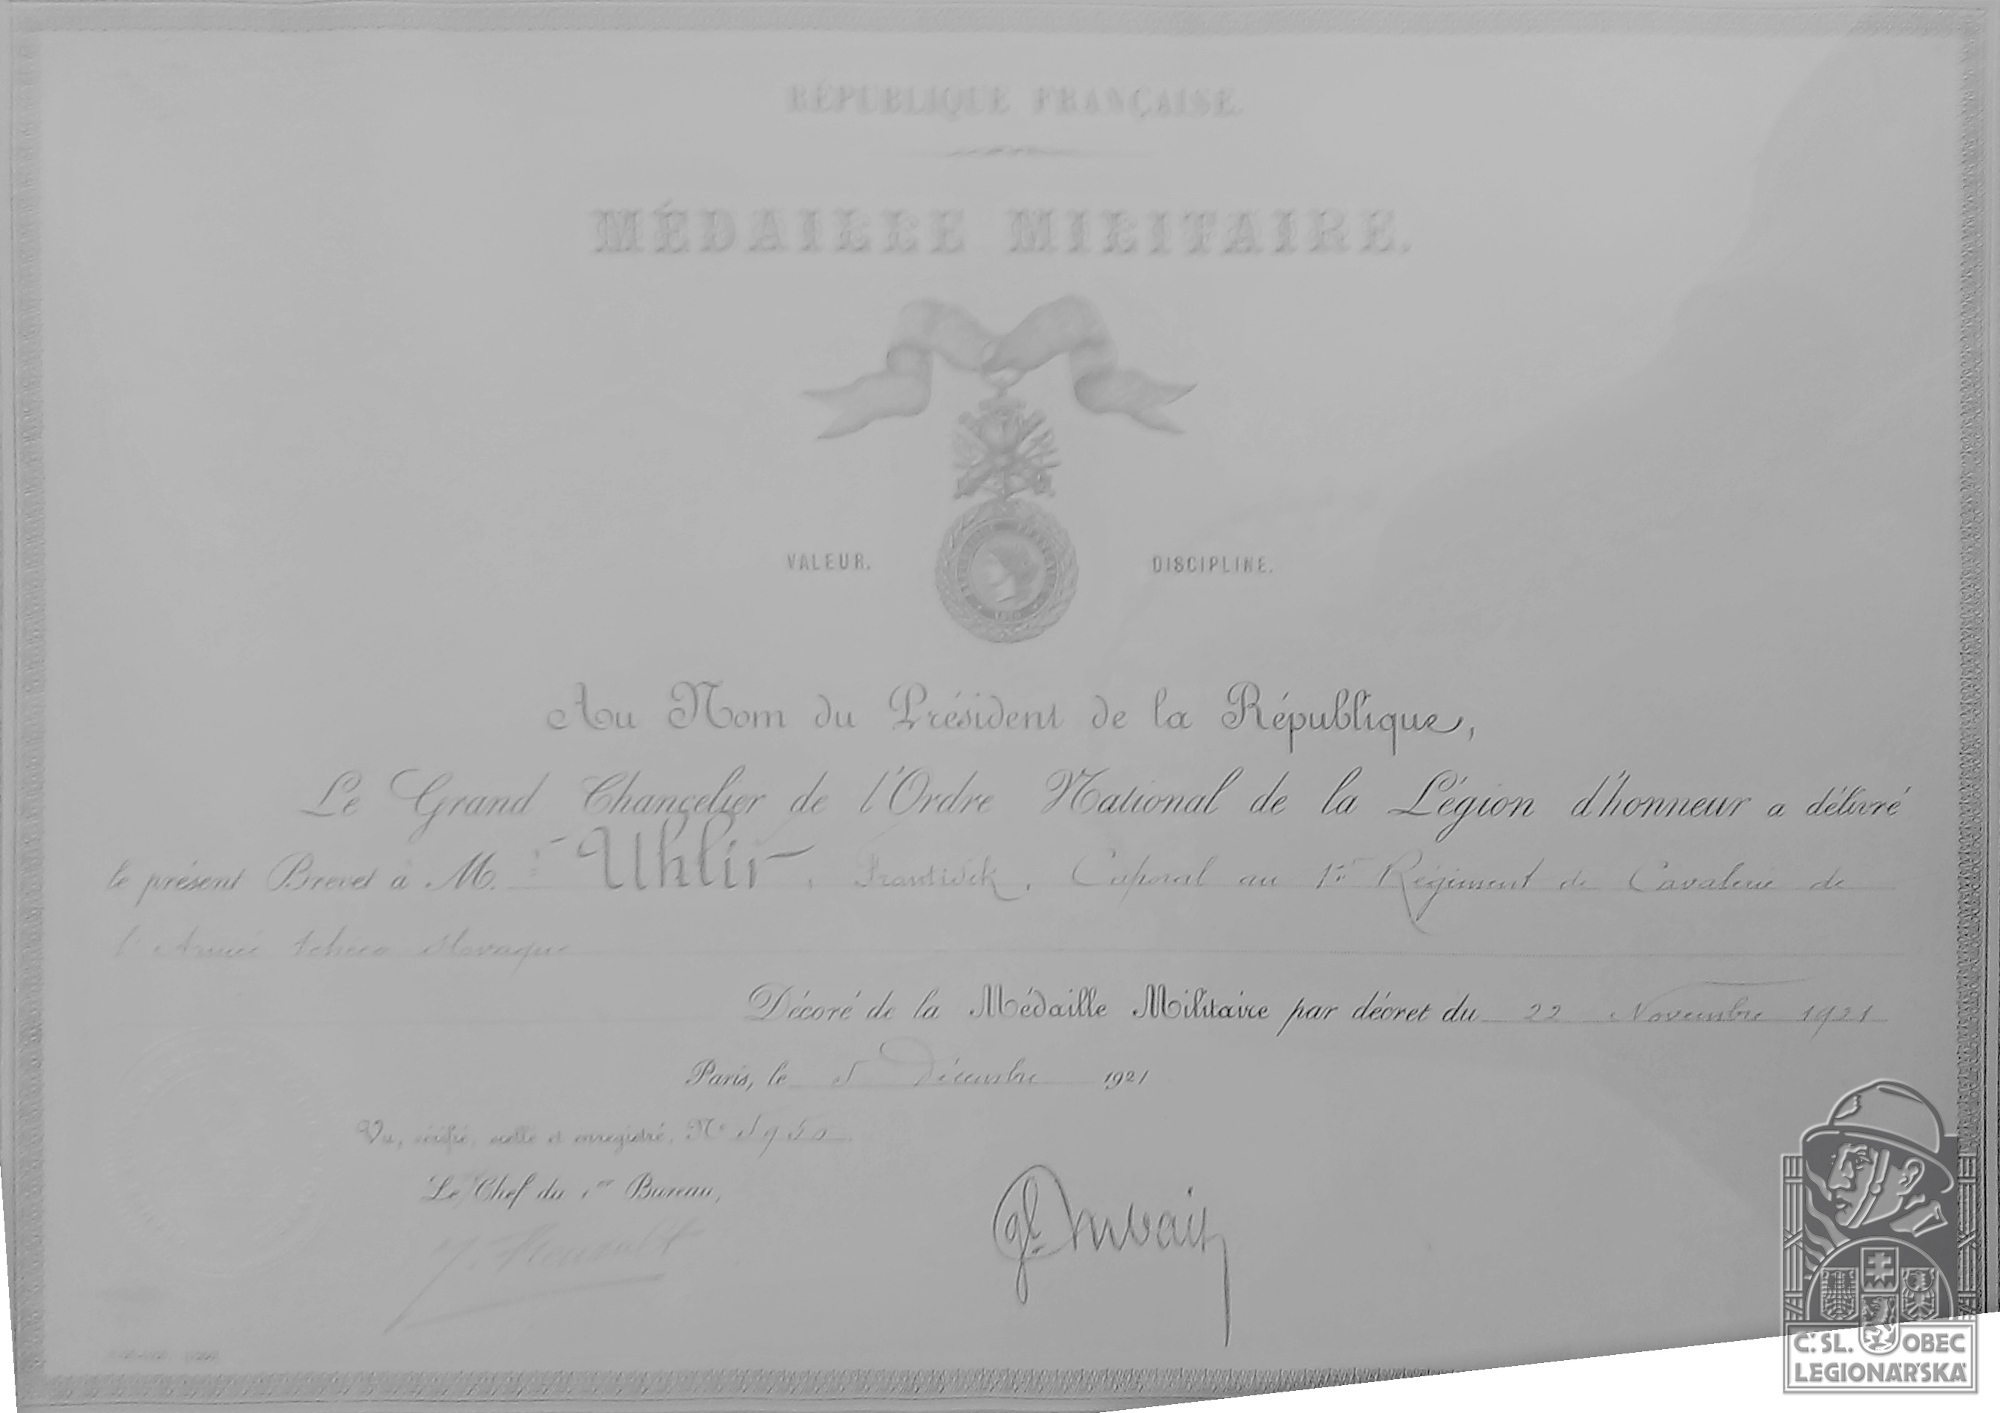 RÉPUBLIQUE FRANÇAISE.
MÉDAILLE MILITAIRE.
VALEUR. DISCIPLINE.
Au Nom du Président de la République,
Le Grand Chancelier de l'Ordre National de la Légion d'honneur a délivré
le présent Brevet à M. Uhlir, Frantisek, Caporal au 1er Régiment de Cavalerie de
l'Armée tchéco slovaque
Décoré de la Médaille Militaire par décret du 22 Novembre 1921
Paris, le 5 Décembre 1921
Vu, vérifié, scellé et enregistré, N°
Le Chef du 1er Bureau,
Č.SL. OBEC
LEGIONÁŘSKÁ